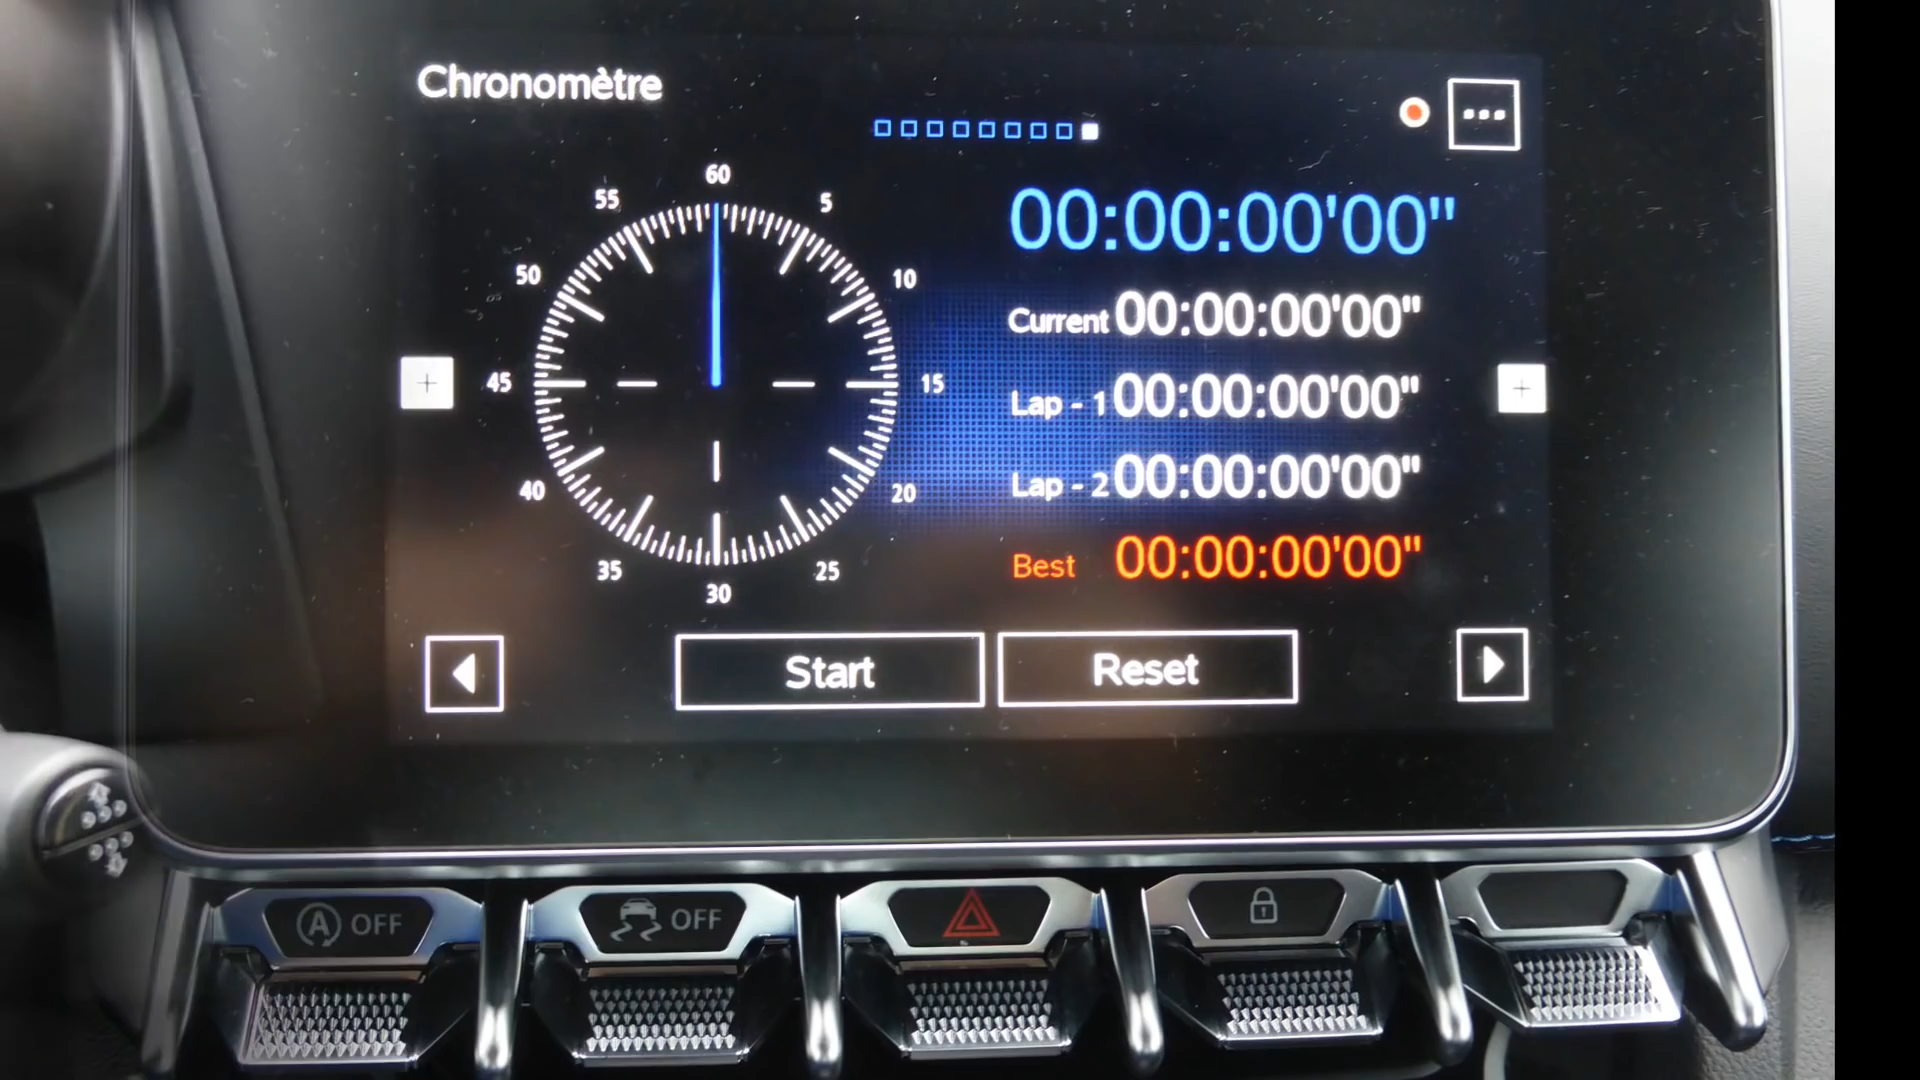 Chronomètre
60
55
5
50
10
45
15
40
20
35
25
30
00:00:00'00"
Current 00:00:00'00"
Lap - 1 00:00:00'00"
Lap - 2 00:00:00'00"
Best 00:00:00'00"
Start
Reset
A OFF
OFF